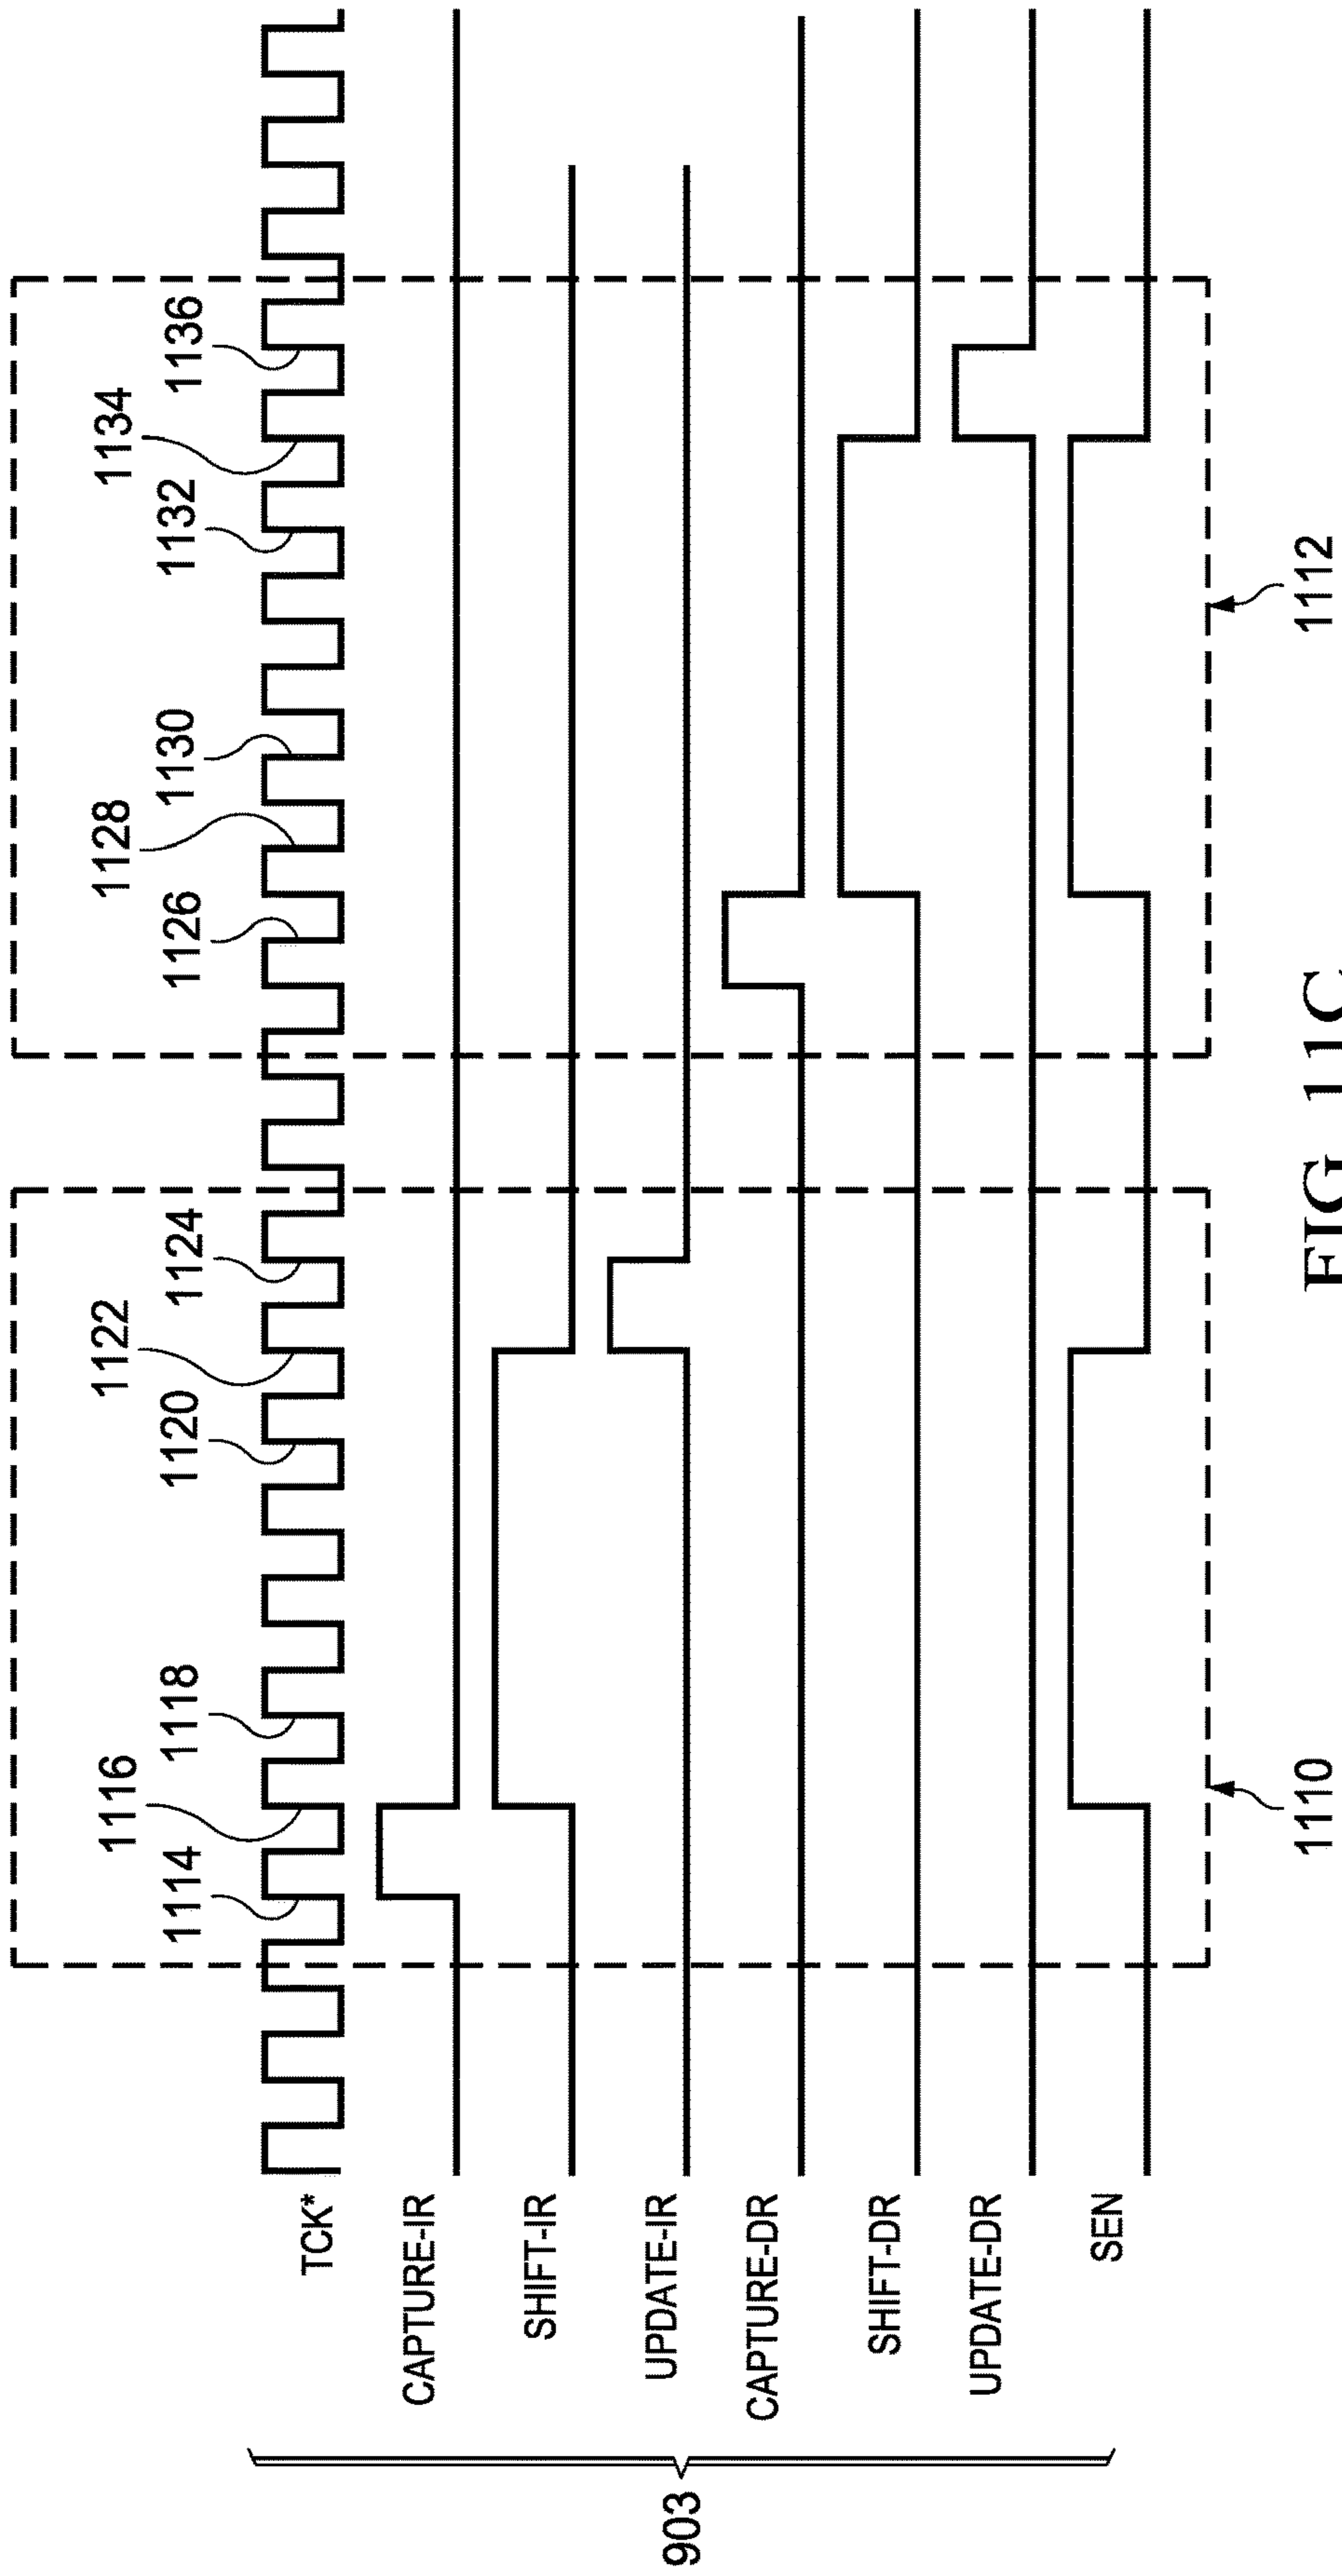 1134
1122
1128
1116
1114
1118
1120
1124
1126
1130
1132
1136
TCK*
CAPTURE-IR
SHIFT-IR
UPDATE-IR
CAPTURE-DR
SHIFT-DR
UPDATE-DR
SEN
903
1110
1112
FIG. 11C